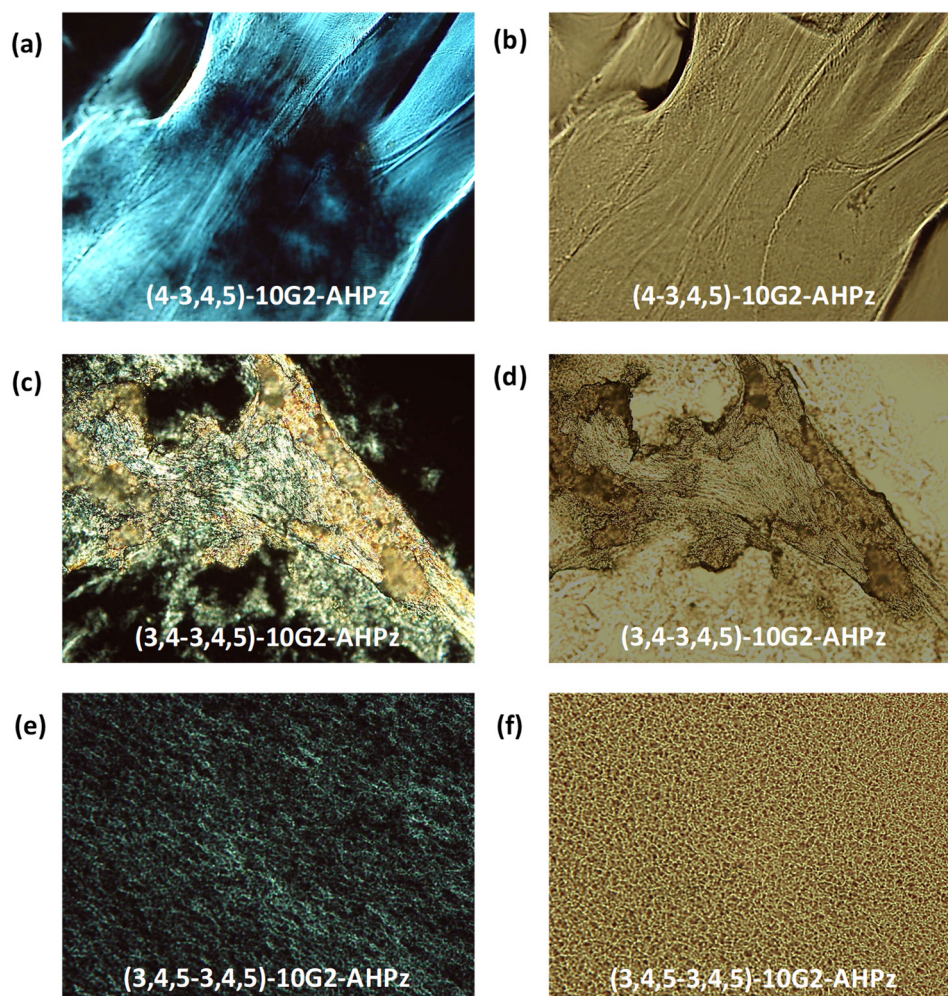 (a)
(b)
(4-3,4,5)-10G2-AHPz
(4-3,4,5)-10G2-AHPz
(c)
(d)
(3,4-3,4,5)-10G2-AHPz
(3,4-3,4,5)-10G2-AHPz
(e)
(f)
(3,4,5-3,4,5)-10G2-AHPz
(3,4,5-3,4,5)-10G2-AHPz